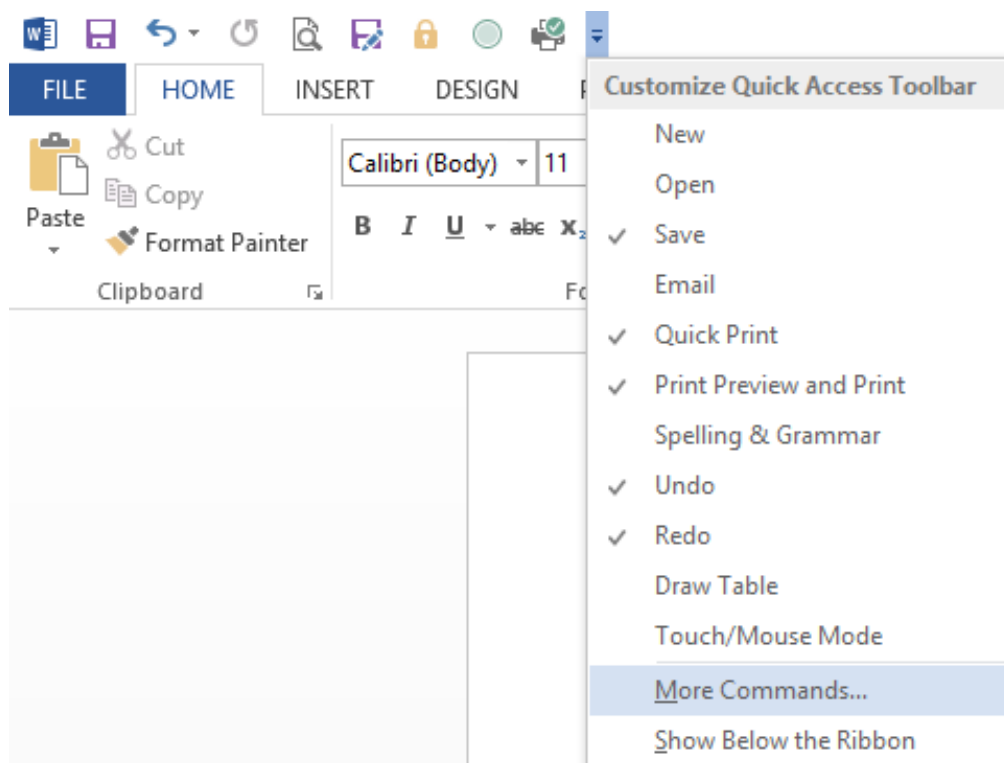 FILE
HOME
INSERT
DESIGN
Cut
Copy
Format Painter
Paste
Clipboard
Calibri (Body)
11
B I U abc X₂
Customize Quick Access Toolbar
New
Open
Save
Email
Quick Print
Print Preview and Print
Spelling & Grammar
Undo
Redo
Draw Table
Touch/Mouse Mode
More Commands...
Show Below the Ribbon